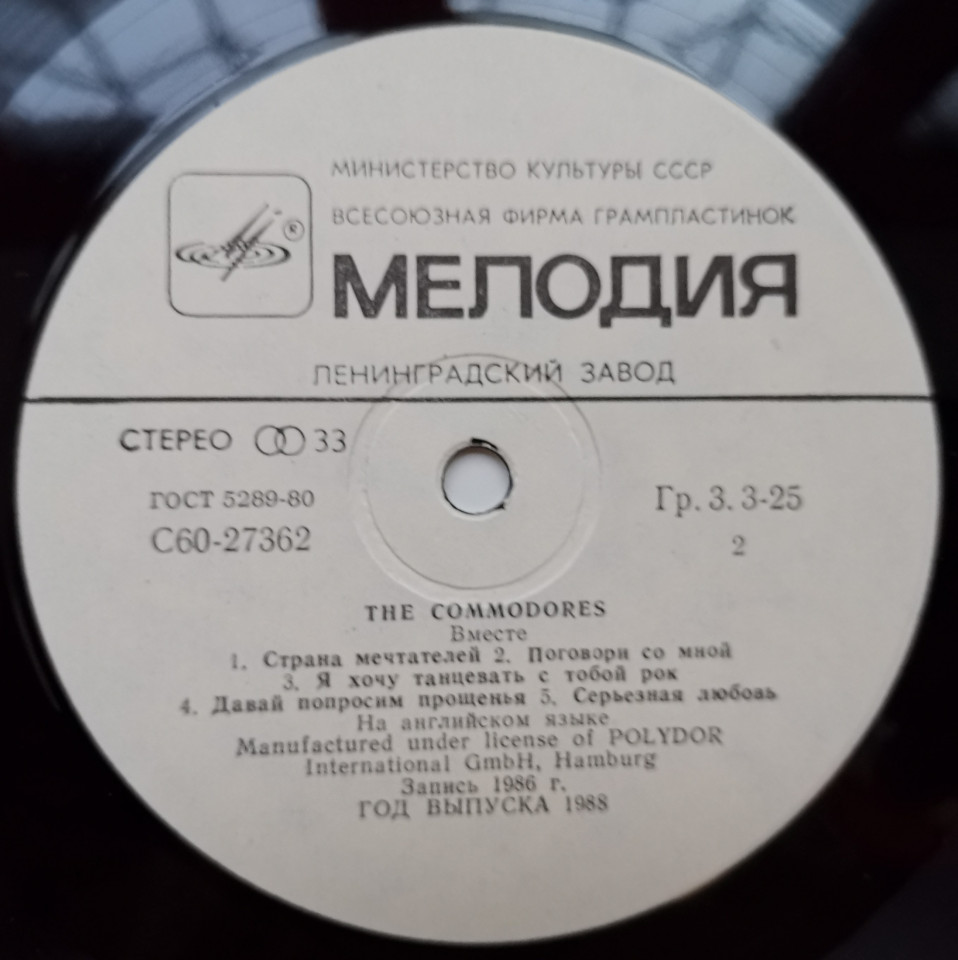 МИНИСТЕРСТВО КУЛЬТУРЫ СССР
ВСЕСОЮЗНАЯ ФИРМА ГРАМПЛАСТИНОК
®
МЕЛОДИЯ
ЛЕНИНГРАДСКИЙ ЗАВОД
СТЕРЕО 33
ГОСТ 5289-80
Гр. 3. 3-25
С60-27362
2
THE COMMODORES
Вместе
1. Страна мечтателей 2. Поговори со мной
3. Я хочу танцевать с тобой рок
4. Давай попросим прощенья 5. Серьезная любовь
На английском языке
Manufactured under license of POLYDOR
International GmbH, Hamburg
Запись 1986 г.
ГОД ВЫПУСКА 1988